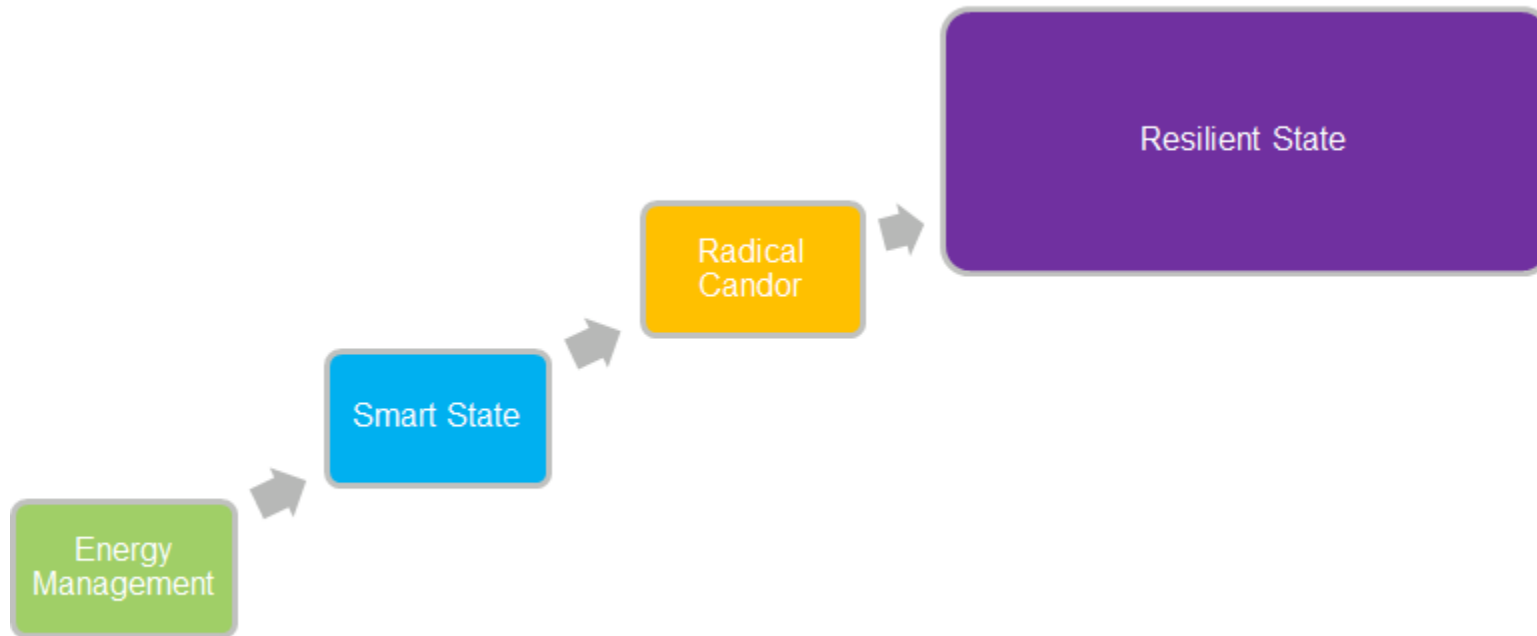 Resilient State
Radical
Candor
Smart State
Energy
Management